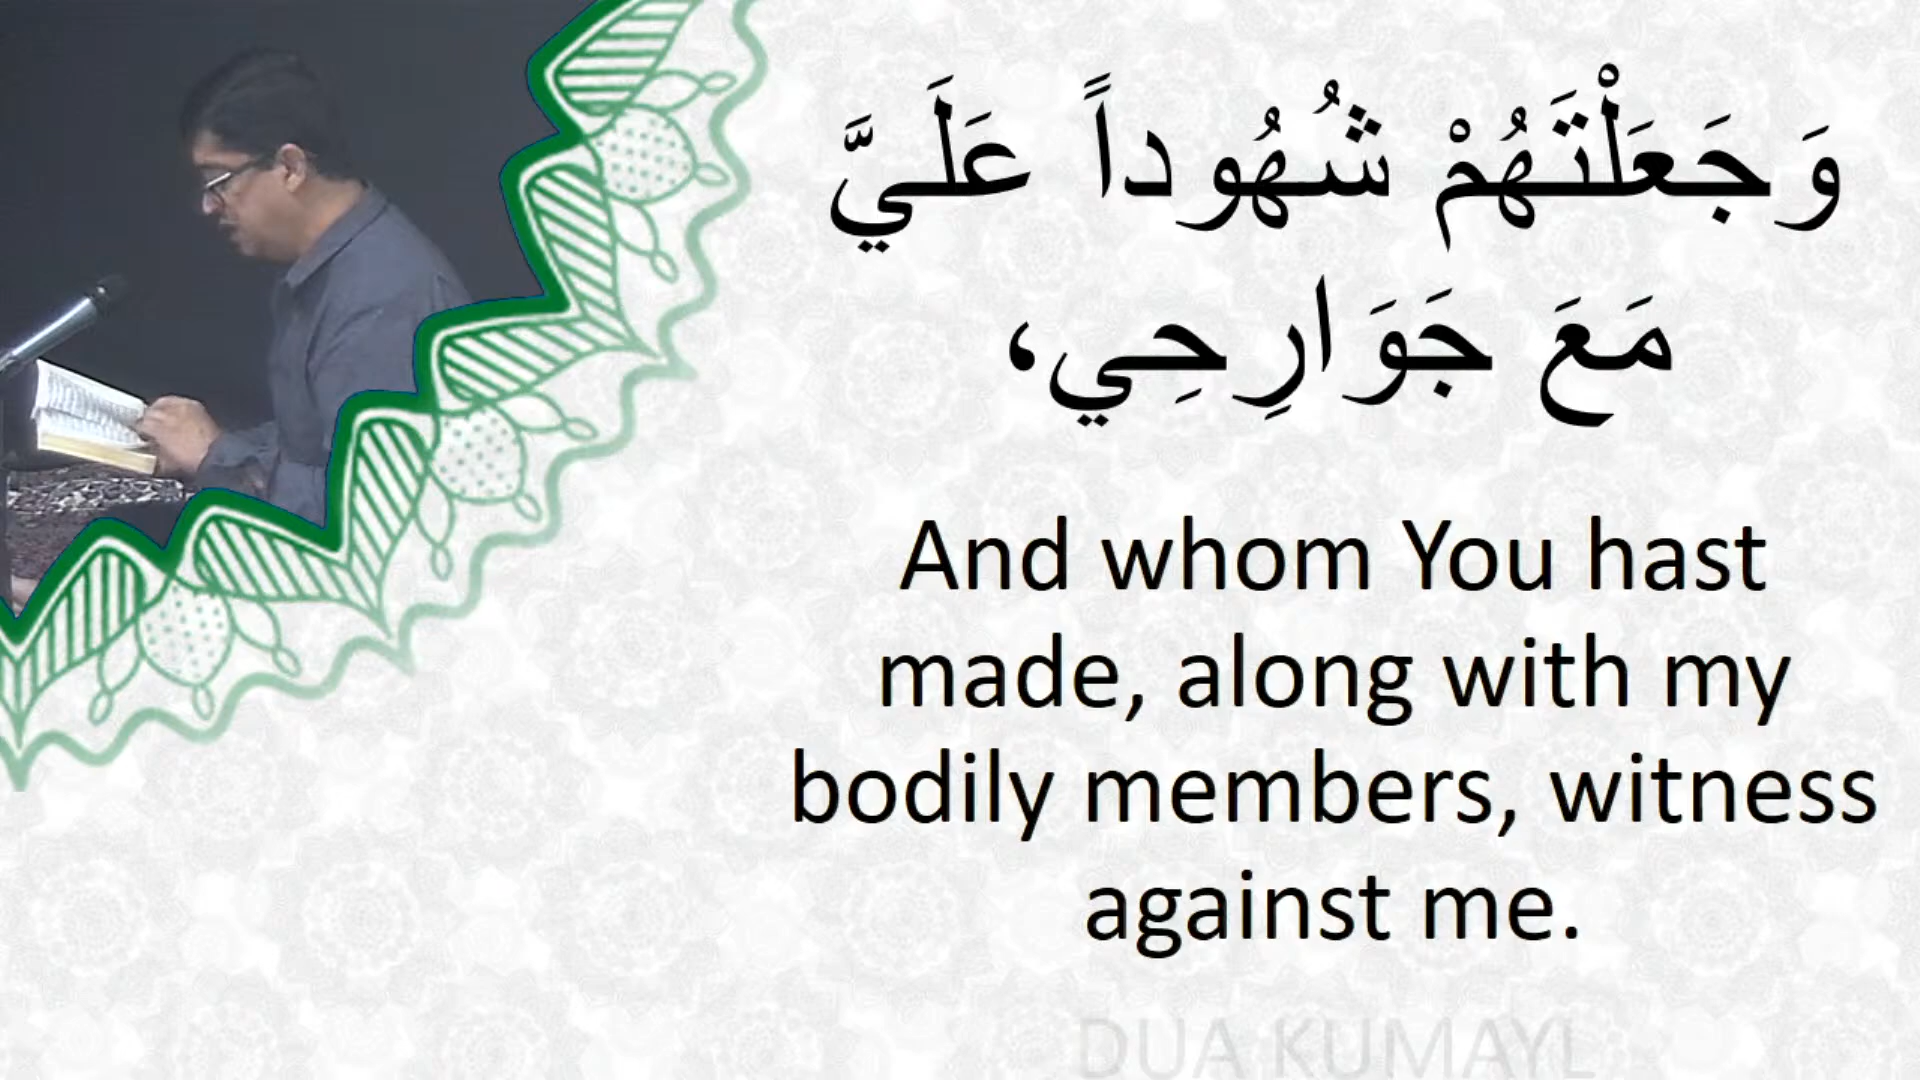 وَجَعَلْتَهُمْ شُهُوداً عَلَيَّ
مَعَ جَوَارِحِي،
And whom You hast
made, along with my
bodily members, witness
against me.
DUA KUMAYL